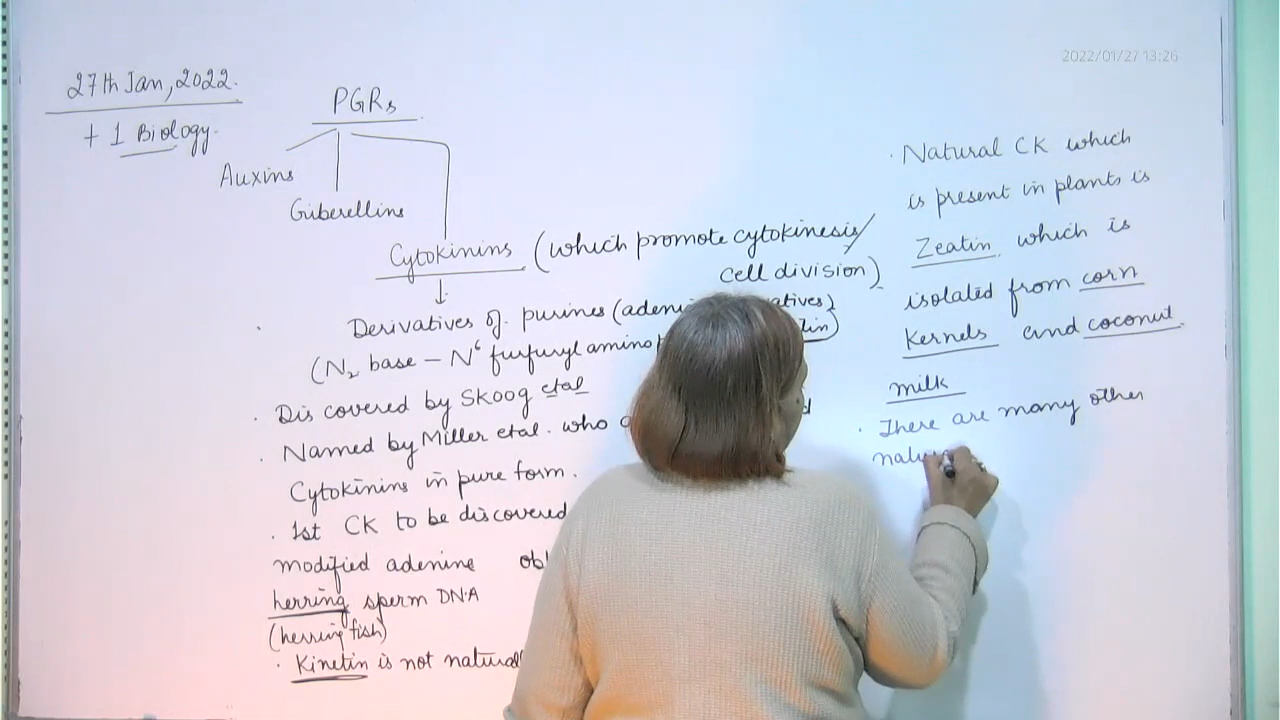 2022/01/27 13:26
27th Jan, 2022.
+ 1 Biology.
PGRs
Auxins
Giberellins
Cytokinins (which promote cytokinesis/
cell division)
Derivatives of purines (
(N₂ base – N⁶ furfuryl amino
Discovered by Skoog etal
Named by Miller etal. who
Cytokinins in pure form.
1st CK to be discovered
modified adenine
herring sperm DNA
(herring fish)
Kinetin is not
Natural CK which
is present in plants is
Zeatin which is
isolated from corn
Kernels and coconut
milk
There are many other